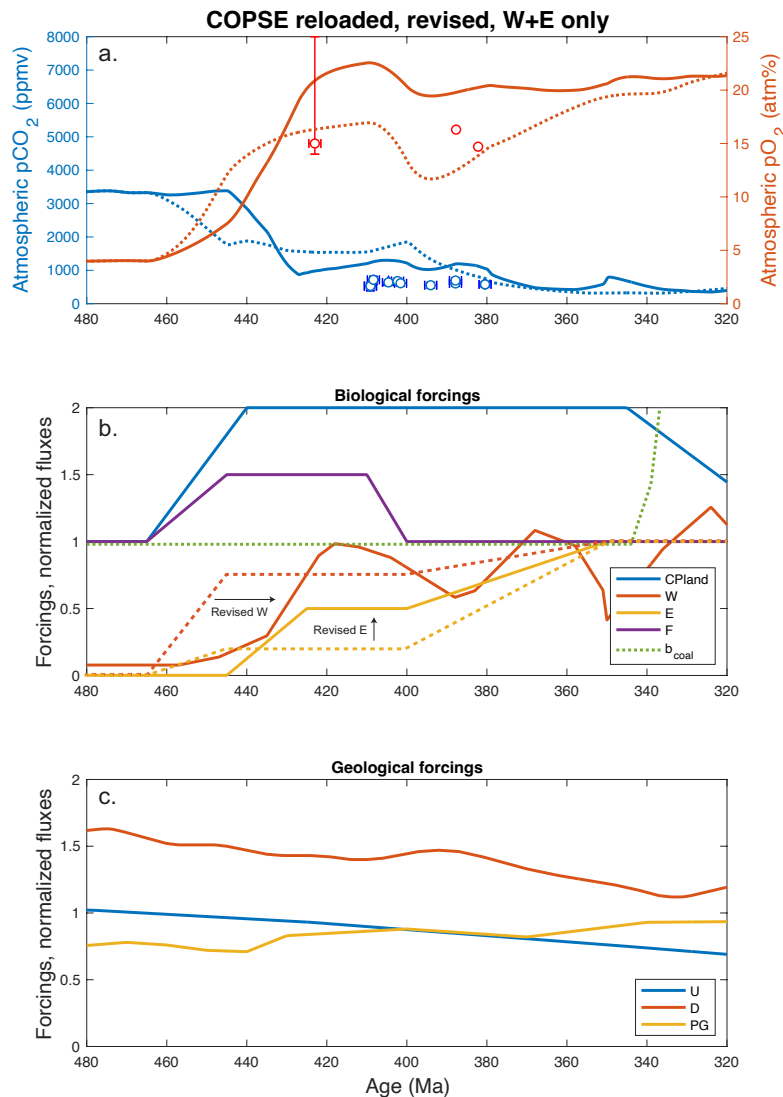 COPSE reloaded, revised, W+E only
a.
Atmospheric pCO2 (ppmv)
8000
7000
6000
5000
4000
3000
2000
1000
0
Atmospheric pO2 (atm%)
25
20
15
10
5
0
480 460 440 420 400 380 360 340 320
Biological forcings
b.
Forcings, normalized fluxes
2
1.5
1
0.5
0
Revised W
Revised E
CPland
W
E
F
b_coal
480 460 440 420 400 380 360 340 320
Geological forcings
c.
Forcings, normalized fluxes
2
1.5
1
0.5
0
U
D
PG
480 460 440 420 400 380 360 340 320
Age (Ma)